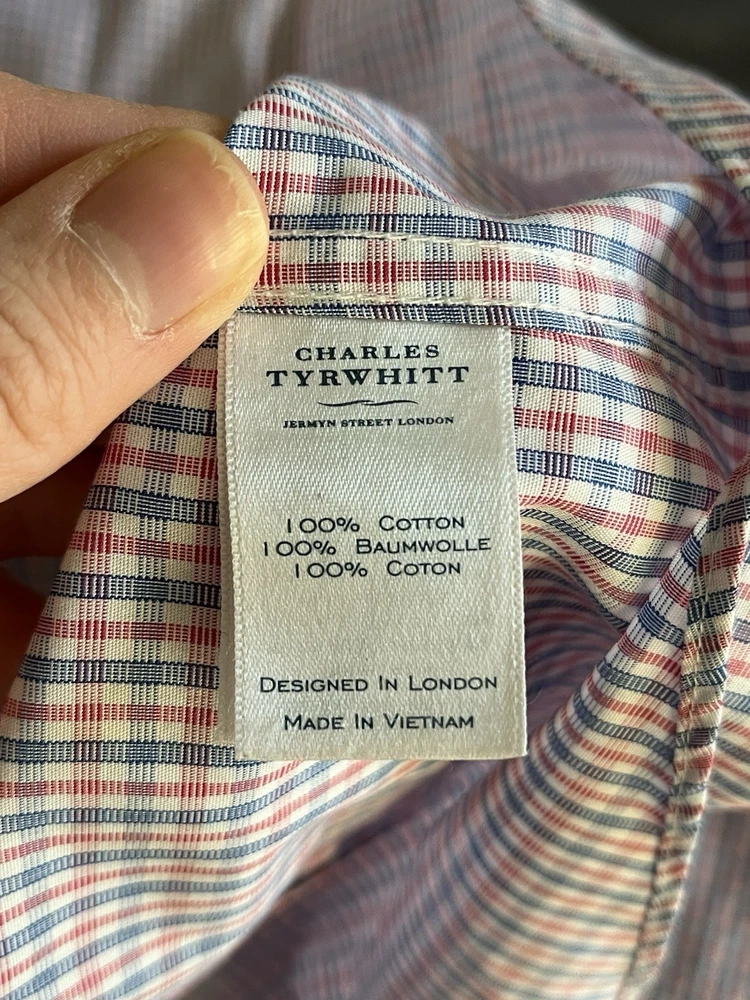 CHARLES
TYRWHITT
JERMYN STREET LONDON
100% COTTON
100% BAUMWOLLE
100% COTON
DESIGNED IN LONDON
MADE IN VIETNAM